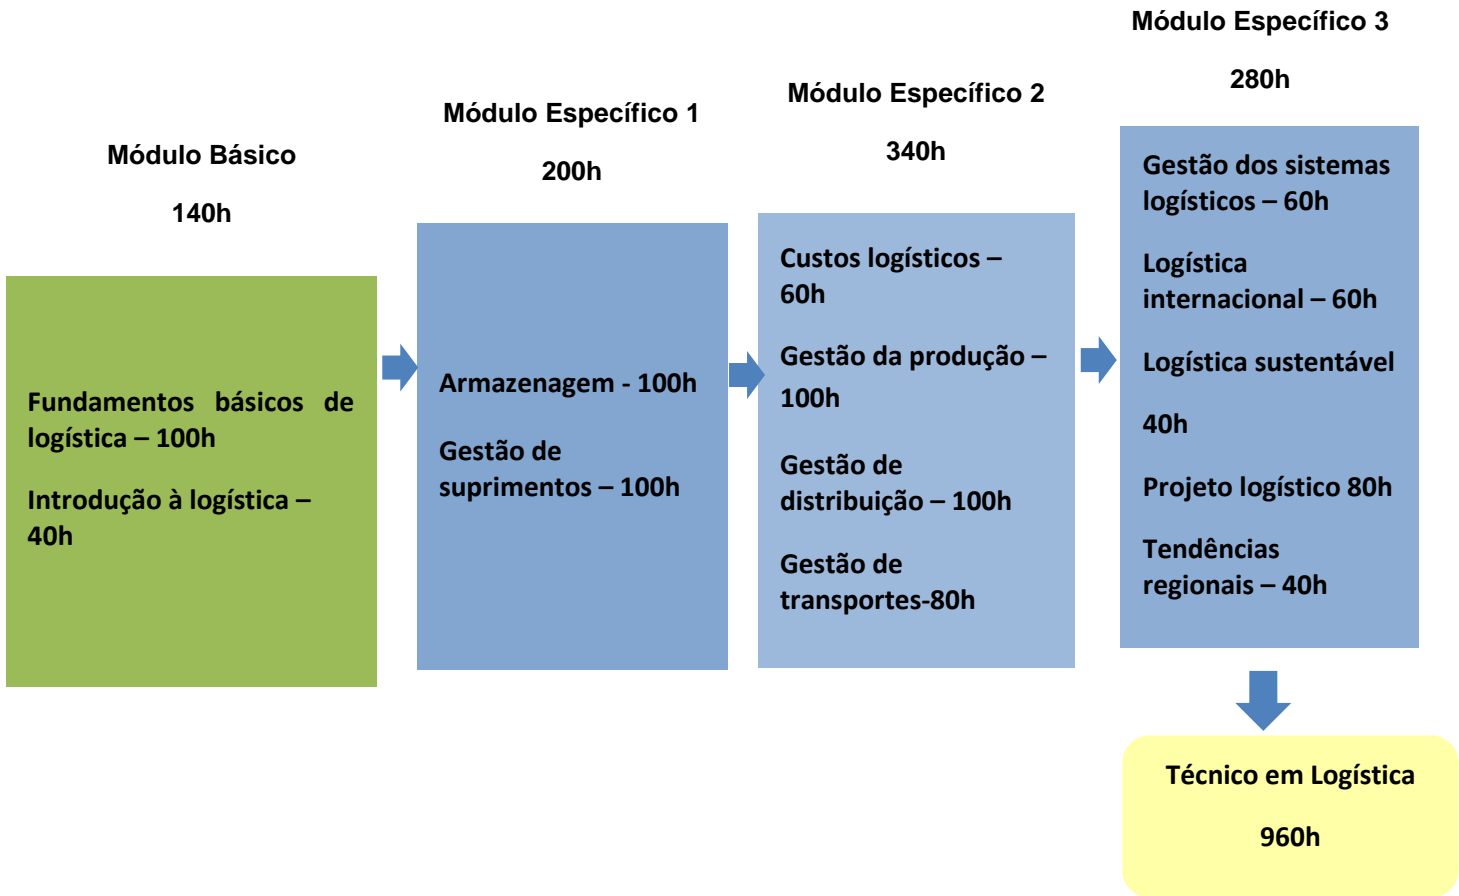 Módulo Básico
140h
Fundamentos básicos de
logística – 100h
Introdução à logística –
40h
Módulo Específico 1
200h
Armazenagem - 100h
Gestão de
suprimentos – 100h
Módulo Específico 2
340h
Custos logísticos –
60h
Gestão da produção –
100h
Gestão de
distribuição – 100h
Gestão de
transportes-80h
Módulo Específico 3
280h
Gestão dos sistemas
logísticos – 60h
Logística
internacional – 60h
Logística sustentável
40h
Projeto logístico 80h
Tendências
regionais – 40h
Técnico em Logística
960h